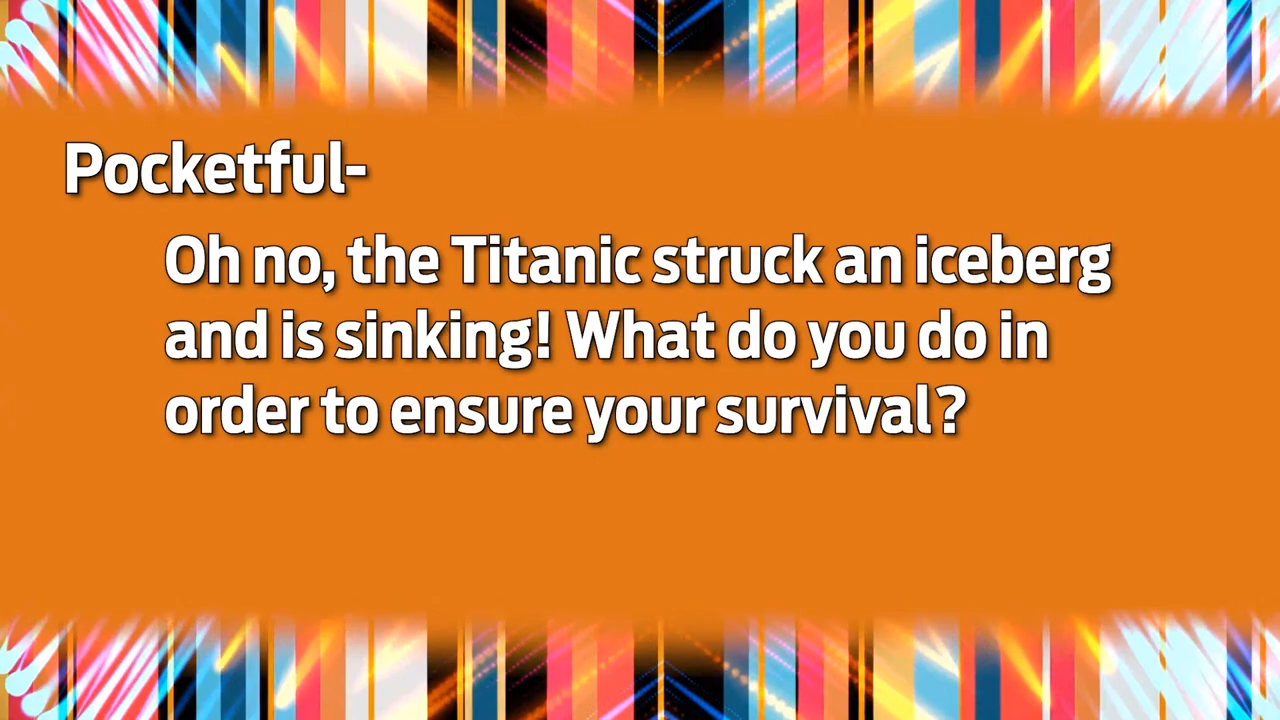 Pocketful-
Oh no, the Titanic struck an iceberg
and is sinking! What do you do in
order to ensure your survival?